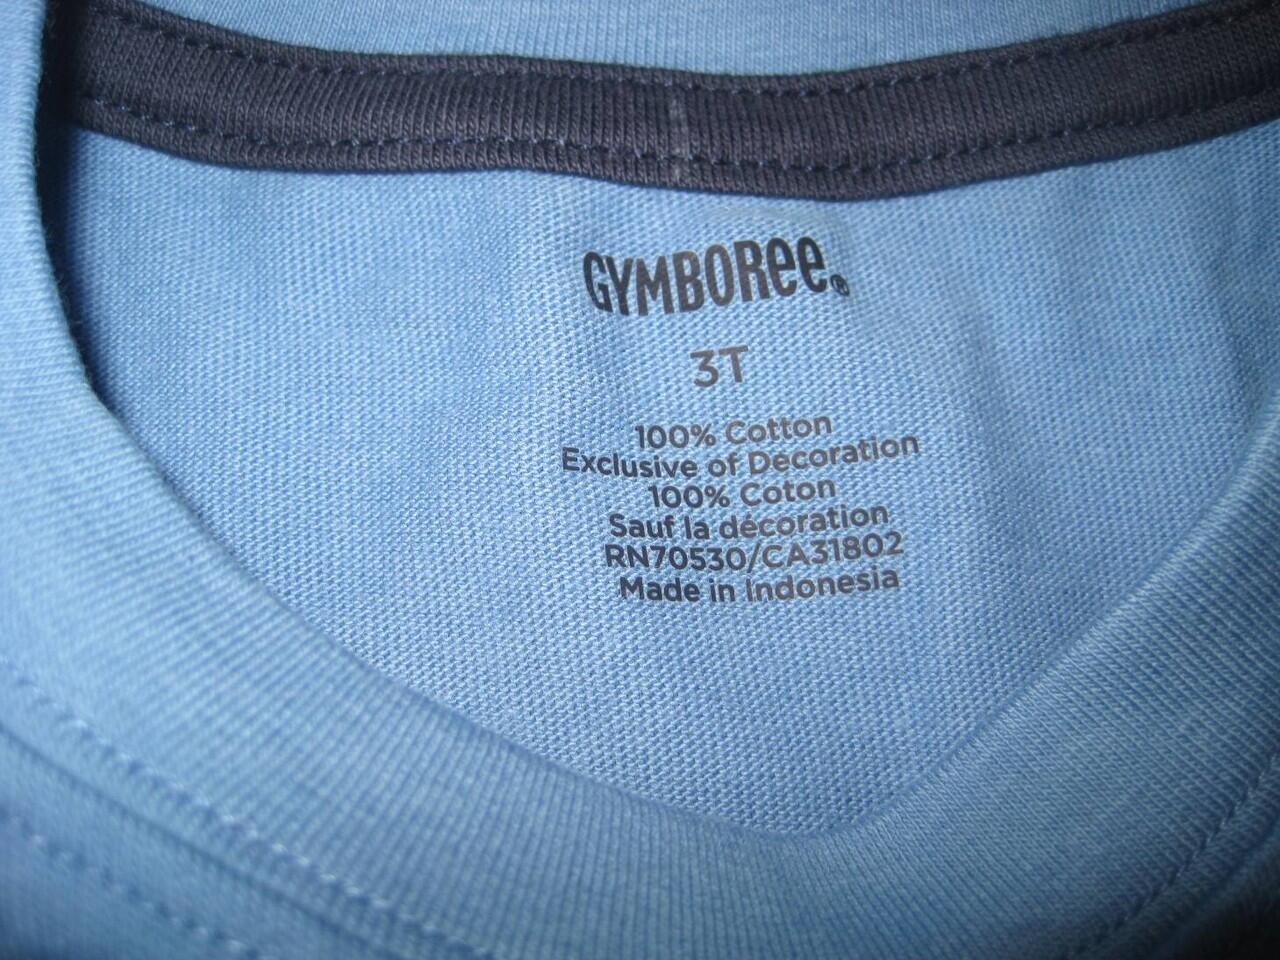 GYMBOREE®
3T
100% Cotton
Exclusive of Decoration
100% Coton
Sauf la décoration
RN70530/CA31802
Made in Indonesia